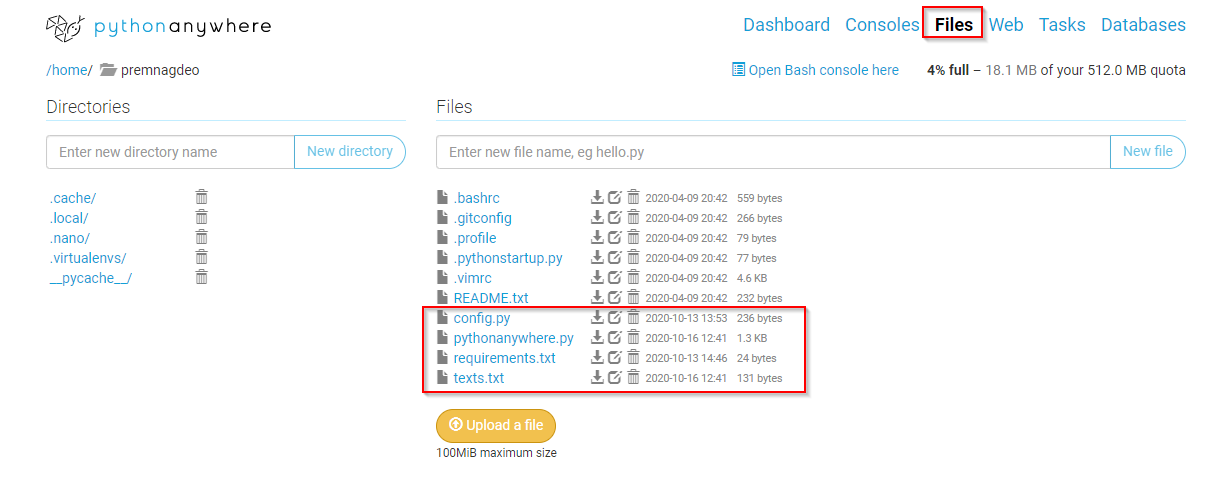 pythonanywhere
Dashboard Consoles Files Web Tasks Databases
/home/ premnagdeo
Open Bash console here 4% full – 18.1 MB of your 512.0 MB quota
Directories
Enter new directory name New directory
.cache/
.local/
.nano/
.virtualenvs/
__pycache__/
Files
Enter new file name, eg hello.py New file
.bashrc 2020-04-09 20:42 559 bytes
.gitconfig 2020-04-09 20:42 266 bytes
.profile 2020-04-09 20:42 79 bytes
.pythonstartup.py 2020-04-09 20:42 77 bytes
.vimrc 2020-04-09 20:42 4.6 KB
README.txt 2020-04-09 20:42 232 bytes
config.py 2020-10-13 13:53 236 bytes
pythonanywhere.py 2020-10-16 12:41 1.3 KB
requirements.txt 2020-10-13 14:46 24 bytes
texts.txt 2020-10-16 12:41 131 bytes
Upload a file
100MiB maximum size